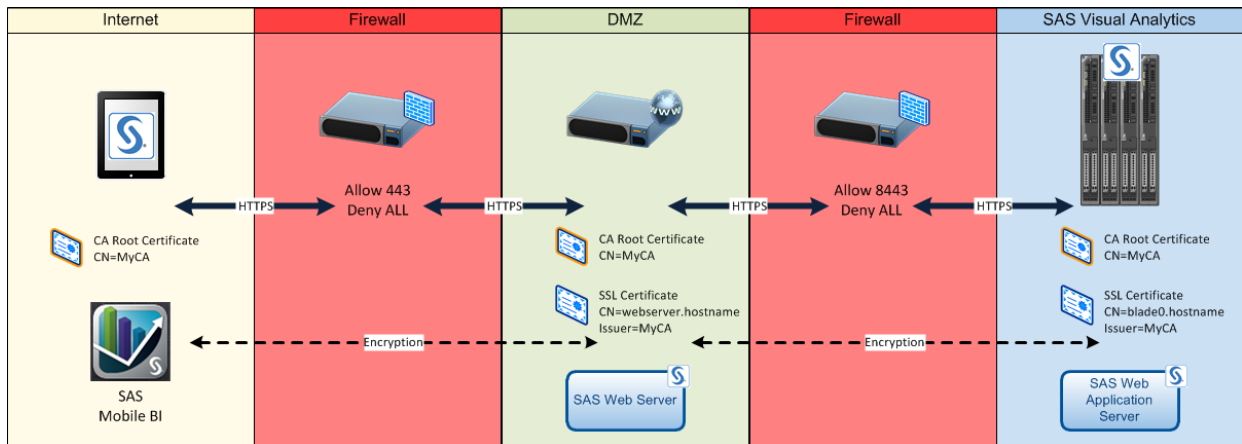 Internet
Firewall
DMZ
Firewall
SAS Visual Analytics
S
S
www
Allow 443
Deny ALL
Allow 8443
Deny ALL
HTTPS
HTTPS
HTTPS
HTTPS
CA Root Certificate
CN=MyCA
CA Root Certificate
CN=MyCA
CA Root Certificate
CN=MyCA
SSL Certificate
CN=webserver.hostname
Issuer=MyCA
SSL Certificate
CN=blade0.hostname
Issuer=MyCA
Encryption
Encryption
S
SAS
Mobile BI
SAS Web Server
S
SAS Web
Application
Server
S